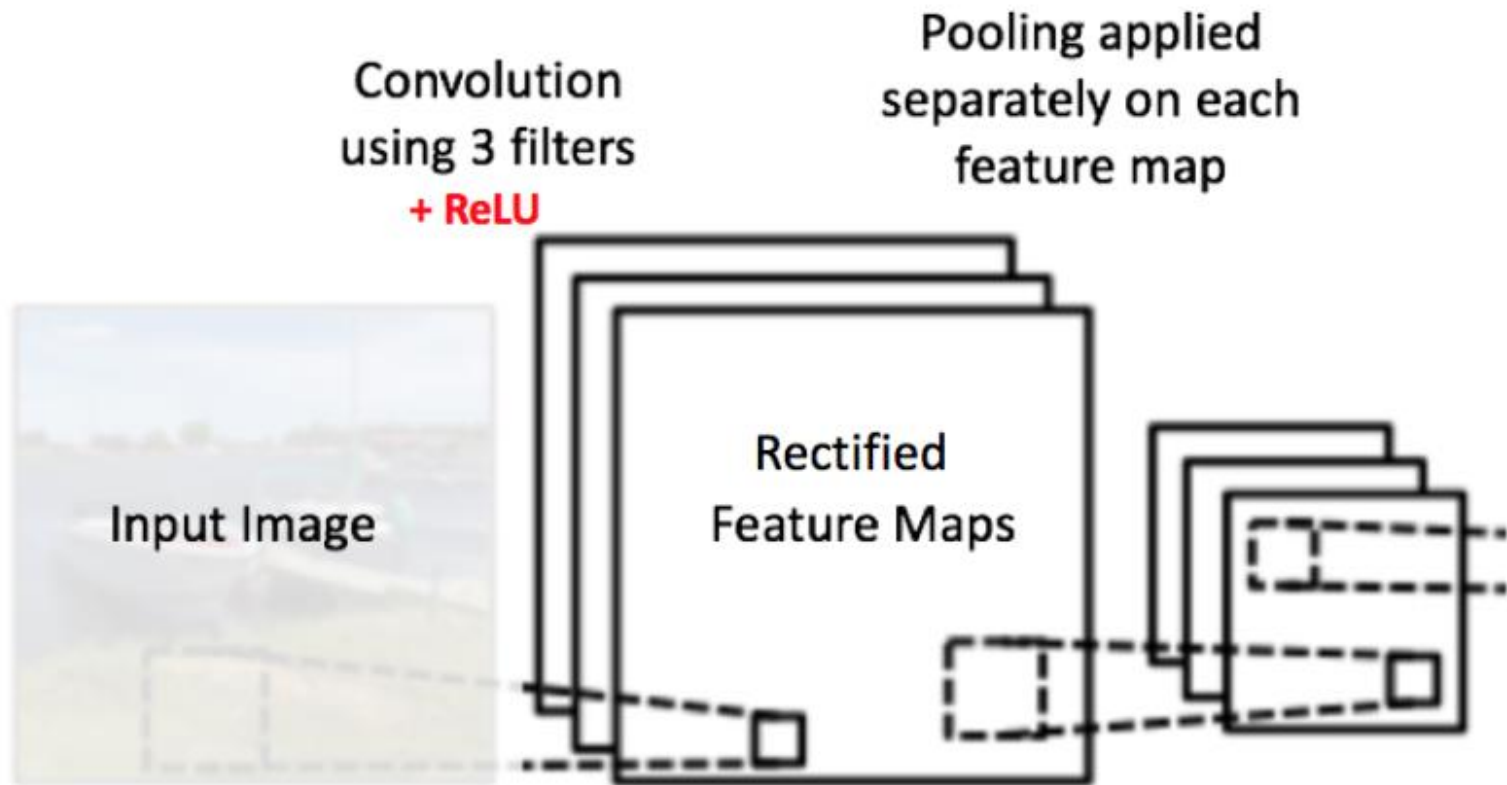 Convolution
using 3 filters
+ ReLU
Pooling applied
separately on each
feature map
Input Image
Rectified
Feature Maps